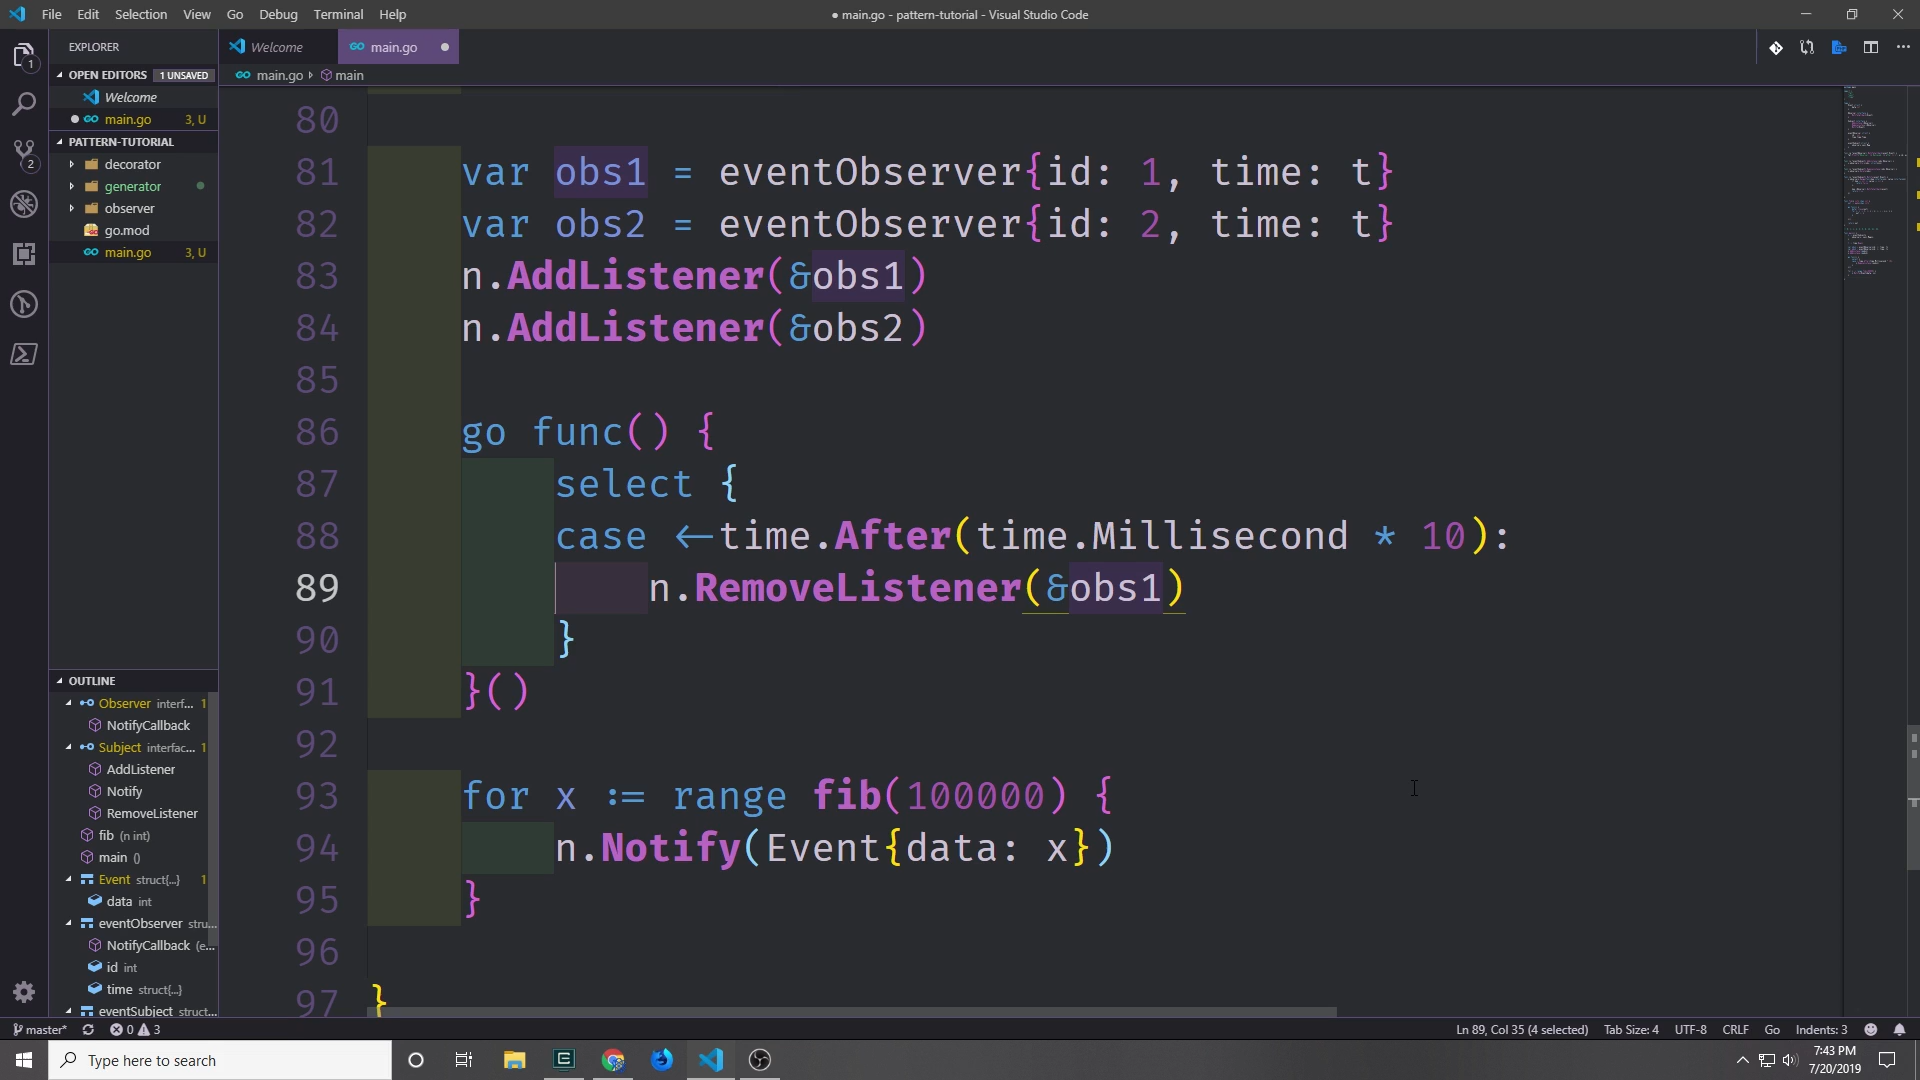 File Edit Selection View Go Debug Terminal Help
● main.go - pattern-tutorial - Visual Studio Code
EXPLORER
OPEN EDITORS 1 UNSAVED
Welcome
main.go 3, U
PATTERN-TUTORIAL
decorator
generator
observer
go.mod
main.go 3, U
OUTLINE
Observer interf... 1
NotifyCallback
Subject interfac... 1
AddListener
Notify
RemoveListener
fib (n int)
main ()
Event struct{...} 1
data int
eventObserver stru...
NotifyCallback (e...
id int
time struct{...}
eventSubject struct...
Welcome
main.go
main.go main
80
81 var obs1 = eventObserver{id: 1, time: t}
82 var obs2 = eventObserver{id: 2, time: t}
83 n.AddListener(&obs1)
84 n.AddListener(&obs2)
85
86 go func() {
87 select {
88 case <-time.After(time.Millisecond * 10):
89 n.RemoveListener(&obs1)
90 }
91 }()
92
93 for x := range fib(100000) {
94 n.Notify(Event{data: x})
95 }
96
97 }
1
2
master* 0 3
Ln 89, Col 35 (4 selected) Tab Size: 4 UTF-8 CRLF Go Indents: 3
Type here to search
7:43 PM
7/20/2019